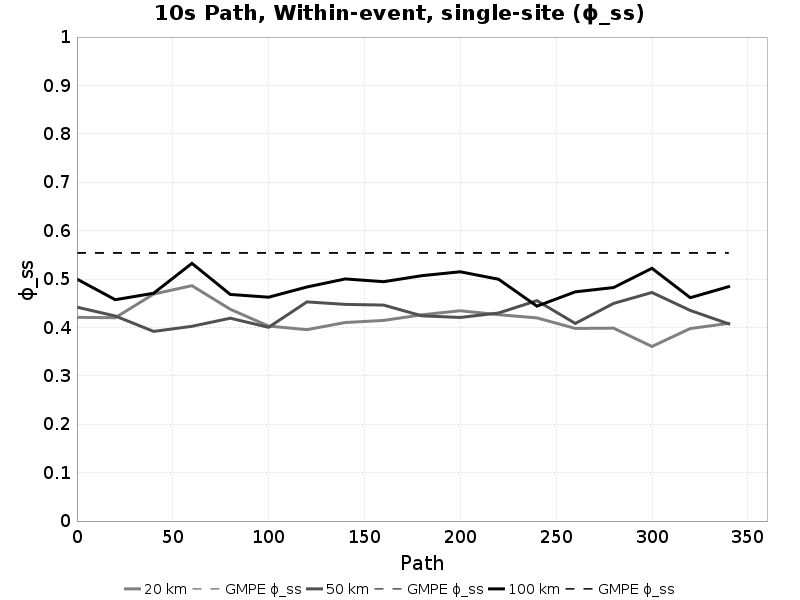 10s Path, Within-event, single-site (ϕ_ss)
1
0.9
0.8
0.7
0.6
0.5
0.4
0.3
0.2
0.1
0
ϕ_ss
0 50 100 150 200 250 300 350
Path
20 km GMPE ϕ_ss 50 km GMPE ϕ_ss 100 km GMPE ϕ_ss